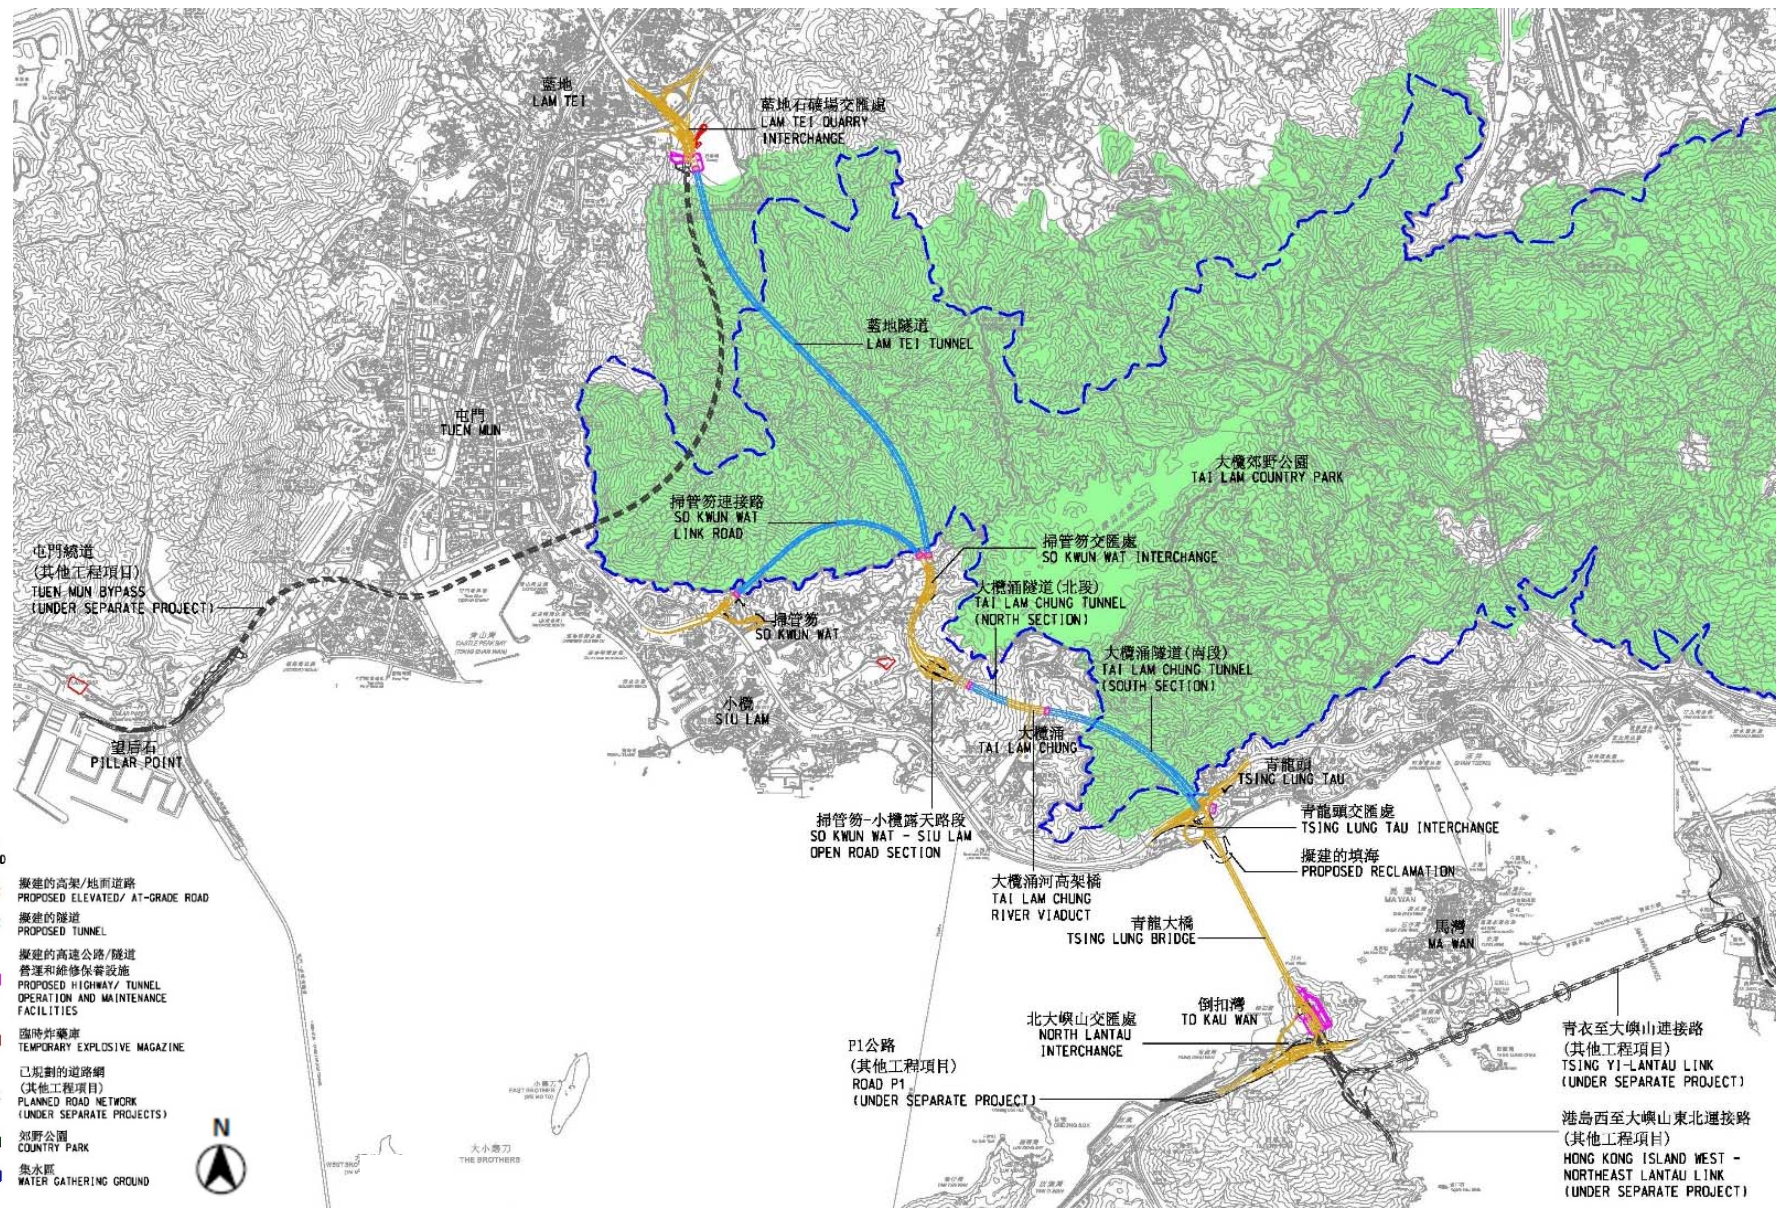 藍地
LAM TEI
藍地石礦場交匯處
LAM TEI QUARRY
INTERCHANGE
藍地隧道
LAM TEI TUNNEL
屯門
TUEN MUN
大欖郊野公園
TAI LAM COUNTRY PARK
掃管笏連接路
SO KWUN WAT
LINK ROAD
掃管笏交匯處
SO KWUN WAT INTERCHANGE
屯門繞道
(其他工程項目)
TUEN MUN BYPASS
(UNDER SEPARATE PROJECT)
大欖涌隧道(北段)
TAI LAM CHUNG TUNNEL
(NORTH SECTION)
掃管笏
SO KWUN WAT
大欖涌隧道(南段)
TAI LAM CHUNG TUNNEL
(SOUTH SECTION)
小欖
SIU LAM
大欖涌
TAI LAM CHUNG
望后石
PILLAR POINT
青龍頭
TSING LUNG TAU
掃管笏-小欖露天路段
SO KWUN WAT - SIU LAM
OPEN ROAD SECTION
青龍頭交匯處
TSING LUNG TAU INTERCHANGE
擬建的填海
PROPOSED RECLAMATION
大欖涌河高架橋
TAI LAM CHUNG
RIVER VIADUCT
青龍大橋
TSING LUNG BRIDGE
馬灣
MA WAN
倒扣灣
TO KAU WAN
北大嶼山交匯處
NORTH LANTAU
INTERCHANGE
P1公路
(其他工程項目)
ROAD P1
(UNDER SEPARATE PROJECT)
青衣至大嶼山連接路
(其他工程項目)
TSING YI-LANTAU LINK
(UNDER SEPARATE PROJECT)
港島西至大嶼山東北連接路
(其他工程項目)
HONG KONG ISLAND WEST -
NORTHEAST LANTAU LINK
(UNDER SEPARATE PROJECT)
大小磨刀
THE BROTHERS
擬建的高架/地面道路
PROPOSED ELEVATED/ AT-GRADE ROAD
擬建的隧道
PROPOSED TUNNEL
擬建的高速公路/隧道
營運和維修保養設施
PROPOSED HIGHWAY/ TUNNEL
OPERATION AND MAINTENANCE
FACILITIES
臨時炸藥庫
TEMPORARY EXPLOSIVE MAGAZINE
已規劃的道路網
(其他工程項目)
PLANNED ROAD NETWORK
(UNDER SEPARATE PROJECTS)
郊野公園
COUNTRY PARK
集水區
WATER GATHERING GROUND
N